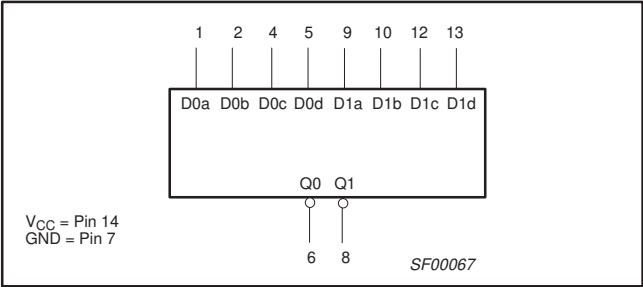 1 2 4 5 9 10 12 13
D0a D0b D0c D0d D1a D1b D1c D1d
Q0 Q1
VCC = Pin 14
GND = Pin 7
6 8
SF00067